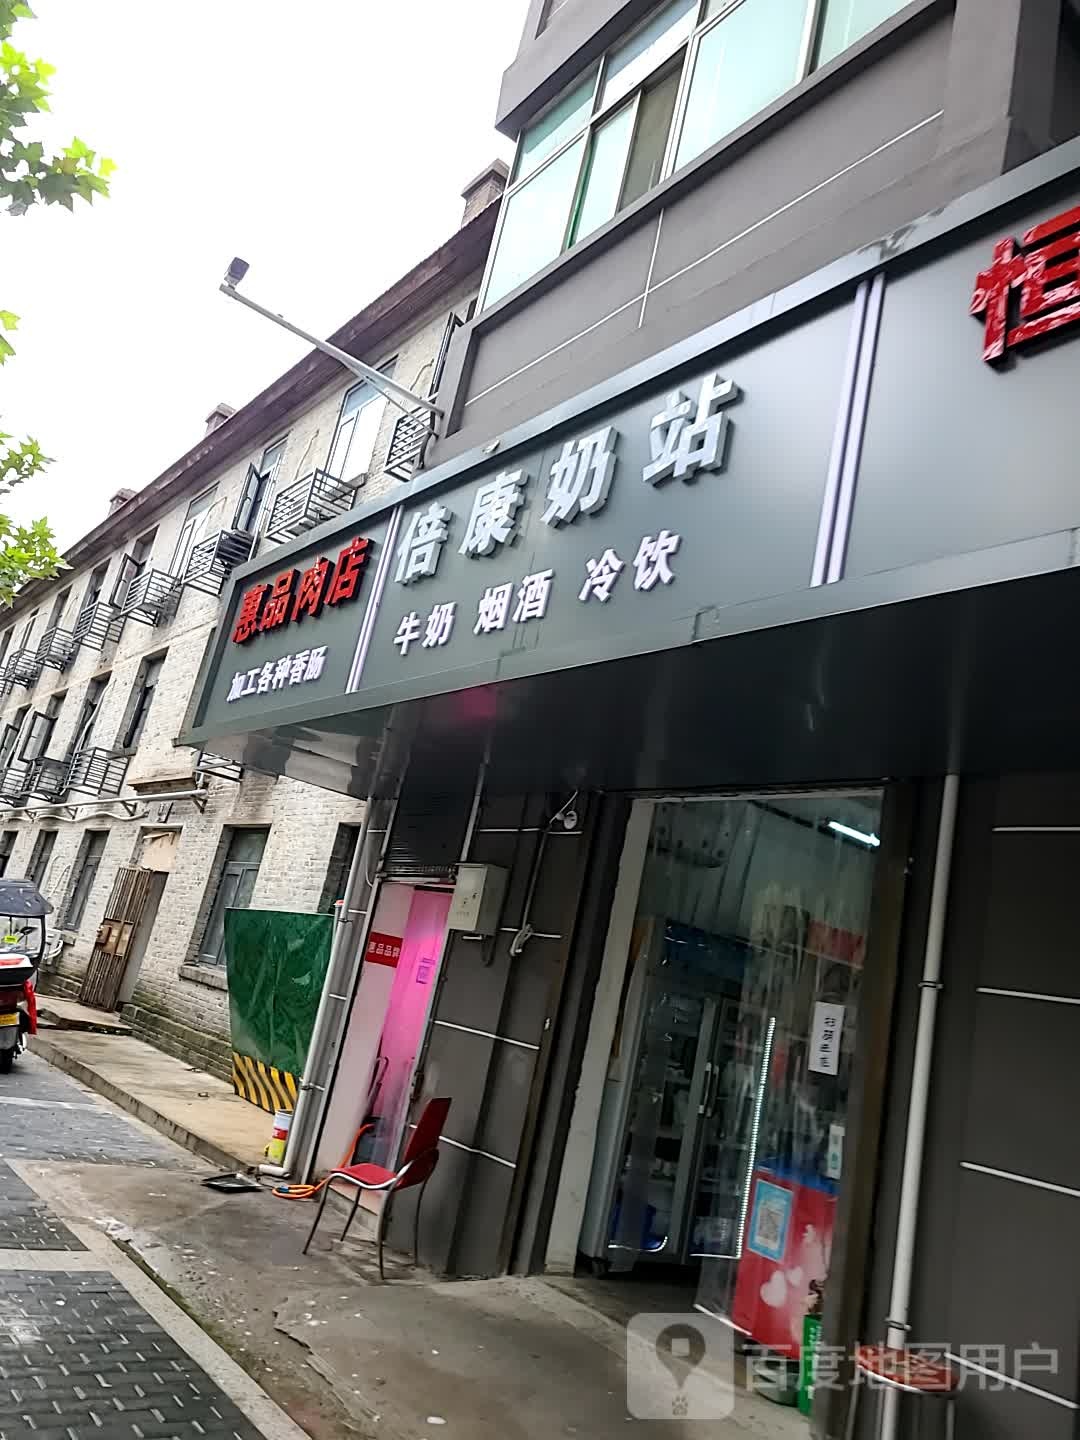 惠品肉店
加工各种香肠
倍康奶站
牛奶 烟酒 冷饮
恒
惠品品牌
百度地图用户